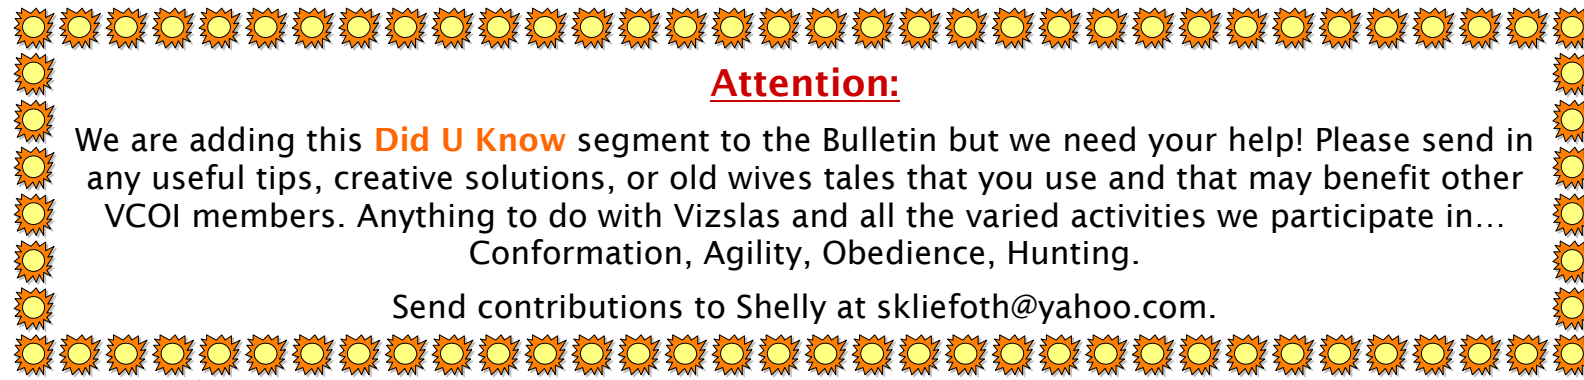 Attention:
We are adding this Did U Know segment to the Bulletin but we need your help! Please send in
any useful tips, creative solutions, or old wives tales that you use and that may benefit other
VCOI members. Anything to do with Vizslas and all the varied activities we participate in...
Conformation, Agility, Obedience, Hunting.
Send contributions to Shelly at skliefoth@yahoo.com.